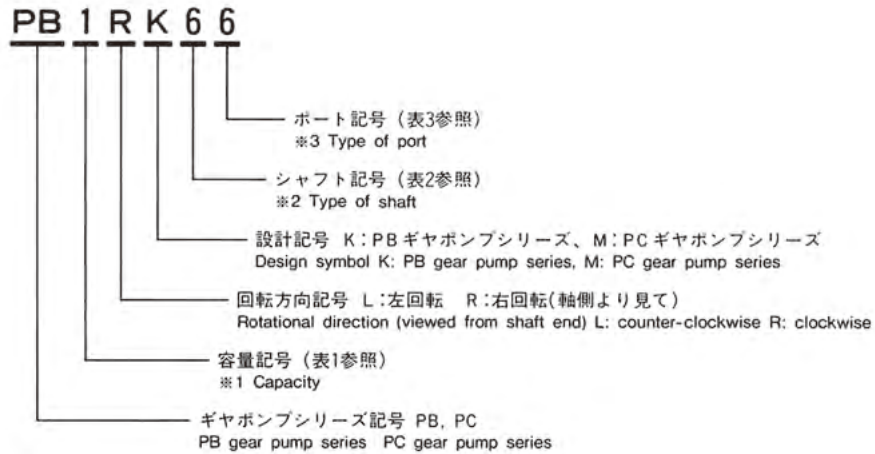 PB 1 R K 6 6
ポート記号 (表3参照)
※3 Type of port
シャフト記号 (表2参照)
※2 Type of shaft
設計記号 K:PBギヤポンプシリーズ、M:PCギヤポンプシリーズ
Design symbol K: PB gear pump series, M: PC gear pump series
回転方向記号 L:左回転 R:右回転(軸側より見て)
Rotational direction (viewed from shaft end) L: counter-clockwise R: clockwise
容量記号 (表1参照)
※1 Capacity
ギヤポンプシリーズ記号 PB, PC
PB gear pump series PC gear pump series